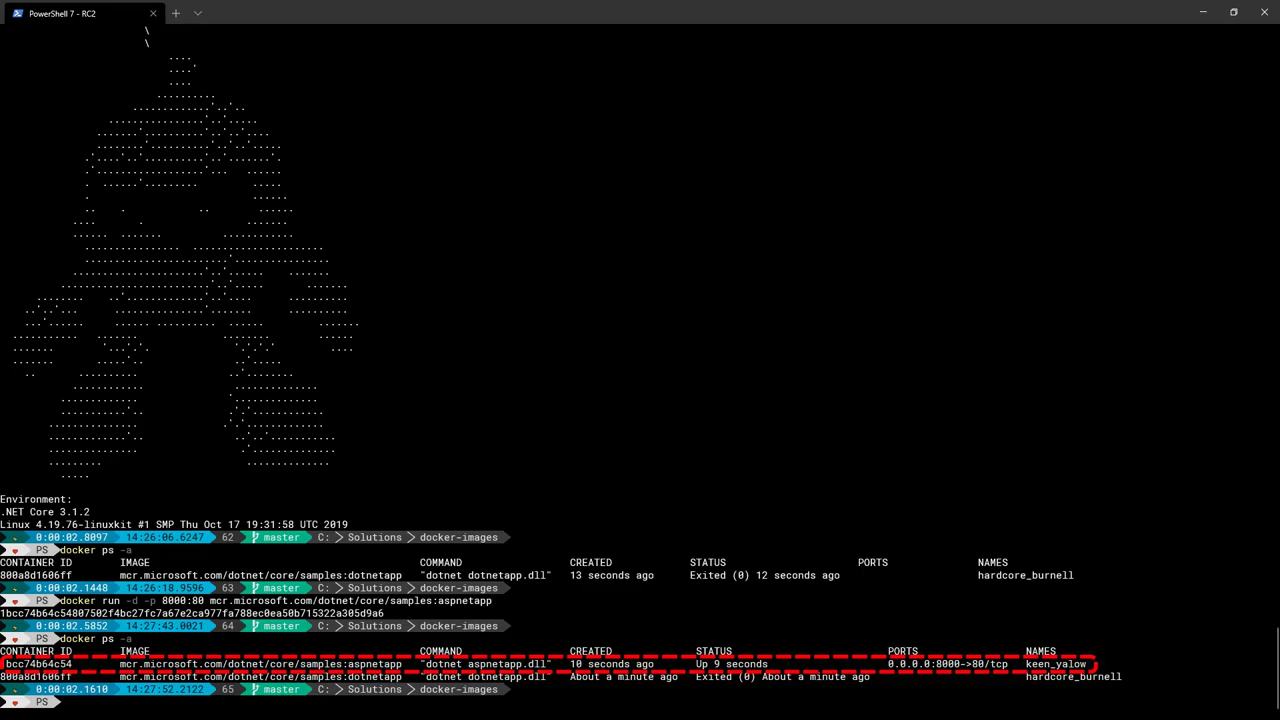 PowerShell 7 - RC2
Environment:
.NET Core 3.1.2
Linux 4.19.76-linuxkit #1 SMP Thu Oct 17 19:31:58 UTC 2019
0:00:02.8097 14:26:06.6247 62 master C: Solutions docker-images
PS docker ps -a
CONTAINER ID IMAGE COMMAND CREATED STATUS PORTS NAMES
800a8d1606ff mcr.microsoft.com/dotnet/core/samples:dotnetapp "dotnet dotnetapp.dll" 13 seconds ago Exited (0) 12 seconds ago hardcore_burnell
0:00:02.1448 14:26:18.9596 63 master C: Solutions docker-images
PS docker run -d -p 8000:80 mcr.microsoft.com/dotnet/core/samples:aspnetapp
1bcc74b64c54807502f4bc27fc7a67e2ca977fa788ec0ea50b715322a305d9a6
0:00:02.5852 14:27:43.0021 64 master C: Solutions docker-images
PS docker ps -a
CONTAINER ID IMAGE COMMAND CREATED STATUS PORTS NAMES
1bcc74b64c54 mcr.microsoft.com/dotnet/core/samples:aspnetapp "dotnet aspnetapp.dll" 10 seconds ago Up 9 seconds 0.0.0.0:8000->80/tcp keen_yalow
800a8d1606ff mcr.microsoft.com/dotnet/core/samples:dotnetapp "dotnet dotnetapp.dll" About a minute ago Exited (0) About a minute ago hardcore_burnell
0:00:02.1610 14:27:52.2122 65 master C: Solutions docker-images
PS